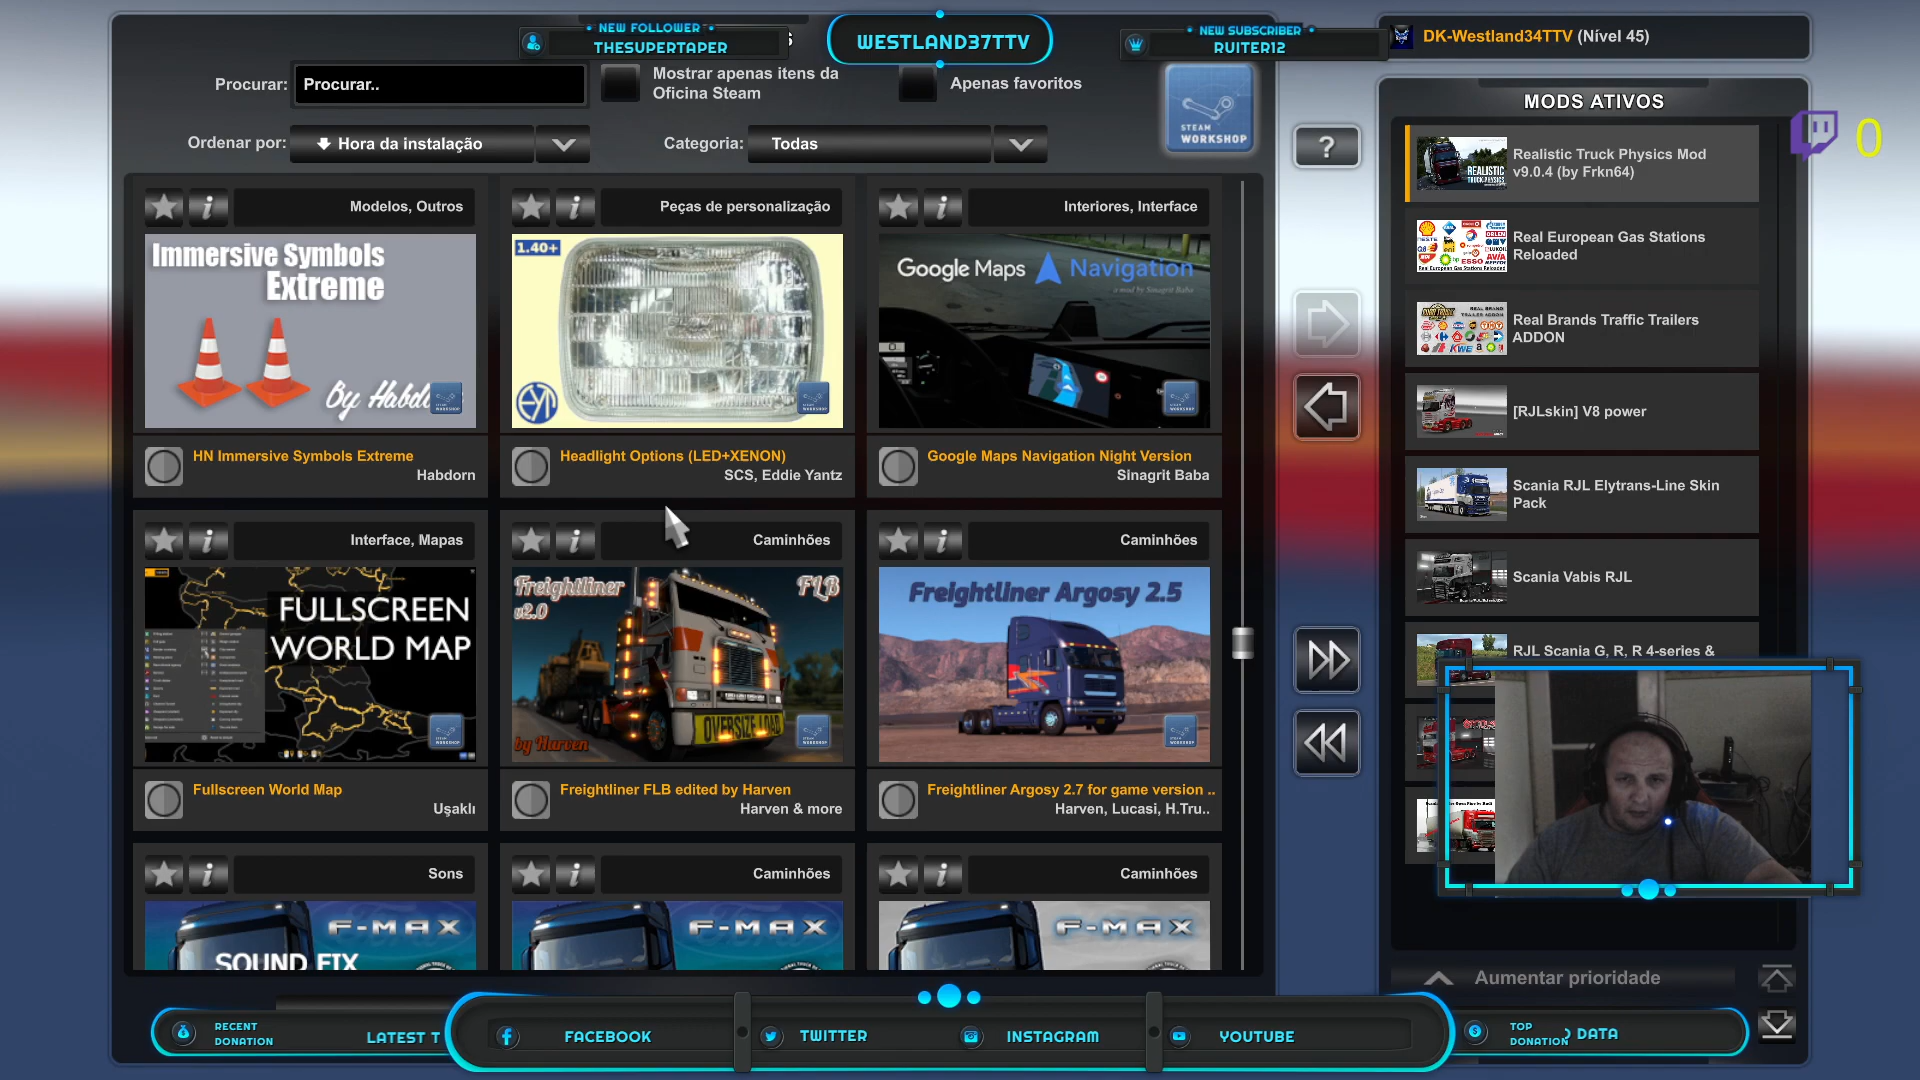 NEW FOLLOWER
THESUPERTAPER
WESTLAND37TTV
NEW SUBSCRIBER
RUITER12
DK-Westland34TTV (Nível 45)
Procurar:
Procurar..
Mostrar apenas itens da
Oficina Steam
Apenas favoritos
STEAM
WORKSHOP
Ordenar por:
Hora da instalação
Categoria:
Todas
?
MODS ATIVOS
0
Modelos, Outros
Immersive Symbols
Extreme
HN Immersive Symbols Extreme
Habdorn
Peças de personalização
1.40+
Headlight Options (LED+XENON)
SCS, Eddie Yantz
Interiores, Interface
Google Maps Navigation
a mod by Sinagrit Baba
Google Maps Navigation Night Version
Sinagrit Baba
Interface, Mapas
FULLSCREEN
WORLD MAP
Fullscreen World Map
Uşaklı
Caminhões
Freightliner FLB
v2.0
OVERSIZE LOAD
by Harven
Freightliner FLB edited by Harven
Harven & more
Caminhões
Freightliner Argosy 2.5
Freightliner Argosy 2.7 for game version ..
Harven, Lucasi, H.Tru..
Sons
F-MAX
SOUND FIX
Caminhões
F-MAX
Caminhões
F-MAX
Realistic Truck Physics Mod
v9.0.4 (by Frkn64)
Real European Gas Stations
Reloaded
Real Brands Traffic Trailers
ADDON
[RJLskin] V8 power
Scania RJL Elytrans-Line Skin
Pack
Scania Vabis RJL
RJL Scania G, R, R 4-series &
Aumentar prioridade
RECENT
DONATION
LATEST T
FACEBOOK
TWITTER
INSTAGRAM
YOUTUBE
TOP
DONATION
DATA